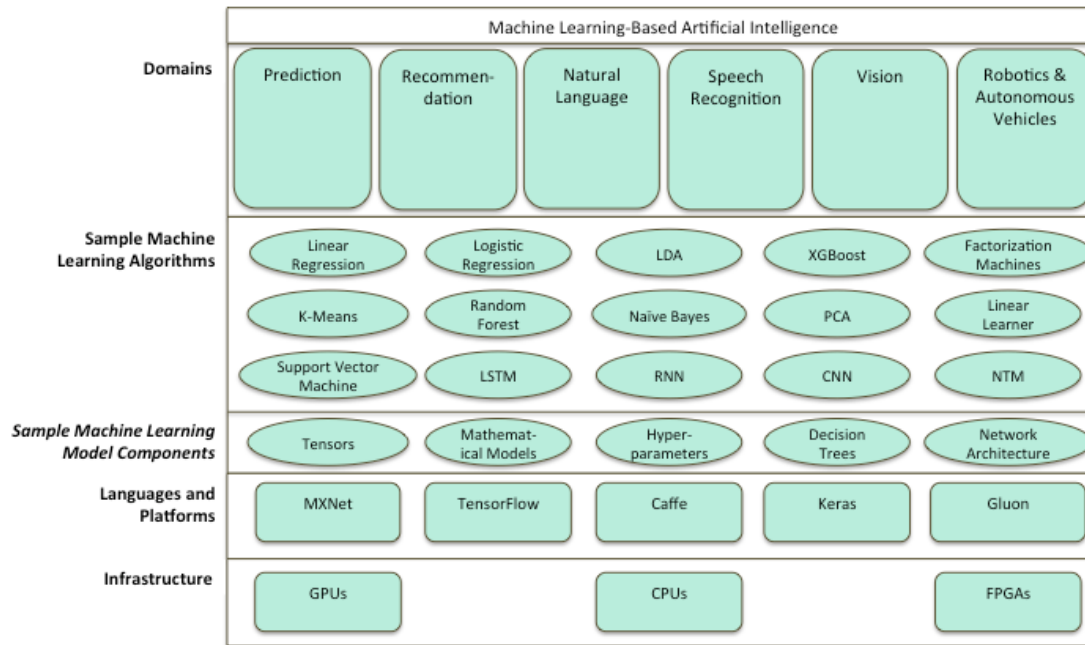 Machine Learning-Based Artificial Intelligence
Domains
Prediction
Recommen-
dation
Natural
Language
Speech
Recognition
Vision
Robotics &
Autonomous
Vehicles
Sample Machine
Learning Algorithms
Linear
Regression
Logistic
Regression
LDA
XGBoost
Factorization
Machines
K-Means
Random
Forest
Naïve Bayes
PCA
Linear
Learner
Support Vector
Machine
LSTM
RNN
CNN
NTM
Sample Machine Learning
Model Components
Tensors
Mathemat-
ical Models
Hyper-
parameters
Decision
Trees
Network
Architecture
Languages and
Platforms
MXNet
TensorFlow
Caffe
Keras
Gluon
Infrastructure
GPUs
CPUs
FPGAs